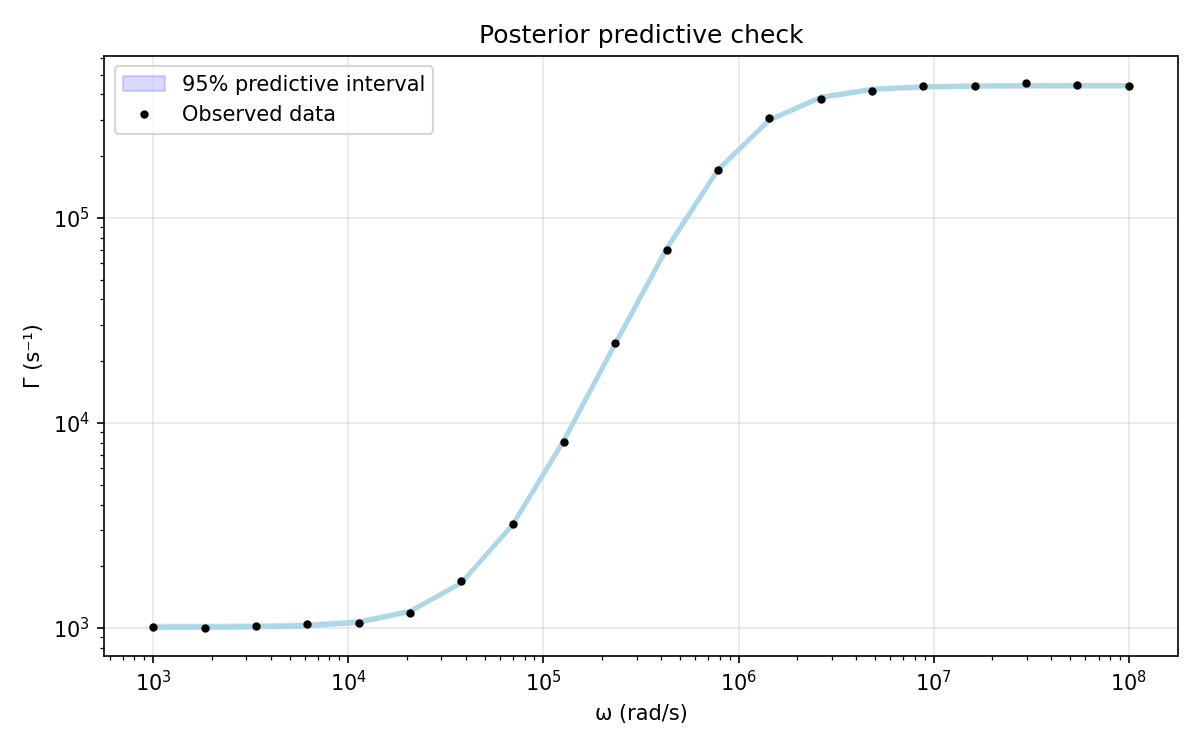 Posterior predictive check
95% predictive interval
Observed data
Γ (s⁻¹)
10⁵
10⁴
10³
10³ 10⁴ 10⁵ 10⁶ 10⁷ 10⁸
ω (rad/s)